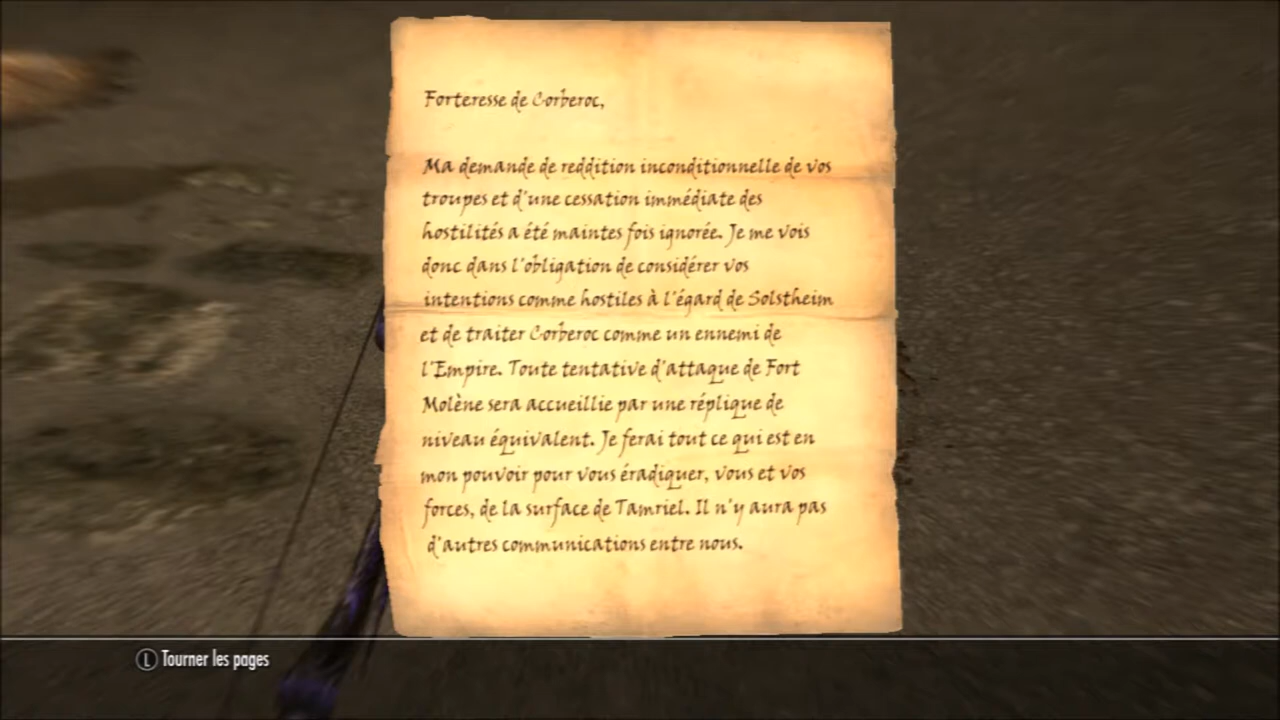 Forteresse de Corberoc,
Ma demande de reddition inconditionnelle de vos
troupes et d'une cessation immédiate des
hostilités a été maintes fois ignorée. Je me vois
donc dans l'obligation de considérer vos
intentions comme hostiles à l'égard de Solstheim
et de traiter Corberoc comme un ennemi de
l'Empire. Toute tentative d'attaque de Fort
Molène sera accueillie par une réplique de
niveau équivalent. Je ferai tout ce qui est en
mon pouvoir pour vous éradiquer, vous et vos
forces, de la surface de Tamriel. Il n'y aura pas
d'autres communications entre nous.
L Tourner les pages